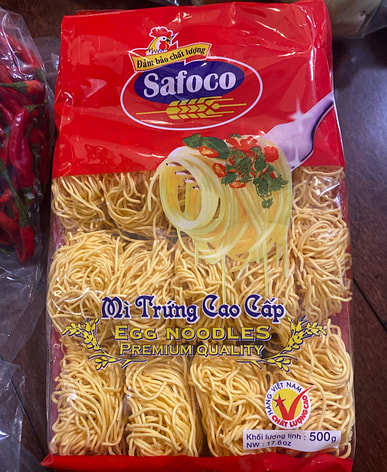 Đảm bảo chất lượng
Safoco
Mì Trứng Cao Cấp
EGG NOODLES
PREMIUM QUALITY
HÀNG VIỆT NAM
CHẤT LƯỢNG CAO
Khối lượng tịnh : 500g
NW : 17.6oz